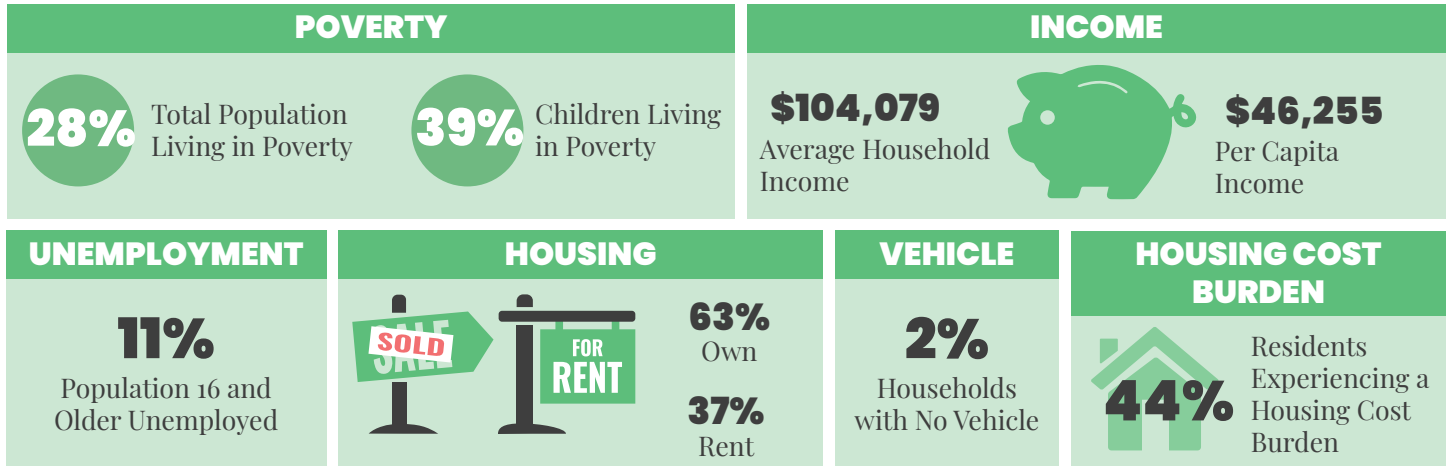 POVERTY
28%
Total Population
Living in Poverty
39%
Children Living
in Poverty
INCOME
$104,079
Average Household
Income
$46,255
Per Capita
Income
UNEMPLOYMENT
11%
Population 16 and
Older Unemployed
HOUSING
SALE
SOLD
FOR
RENT
63%
Own
37%
Rent
VEHICLE
2%
Households
with No Vehicle
HOUSING COST
BURDEN
44%
Residents
Experiencing a
Housing Cost
Burden